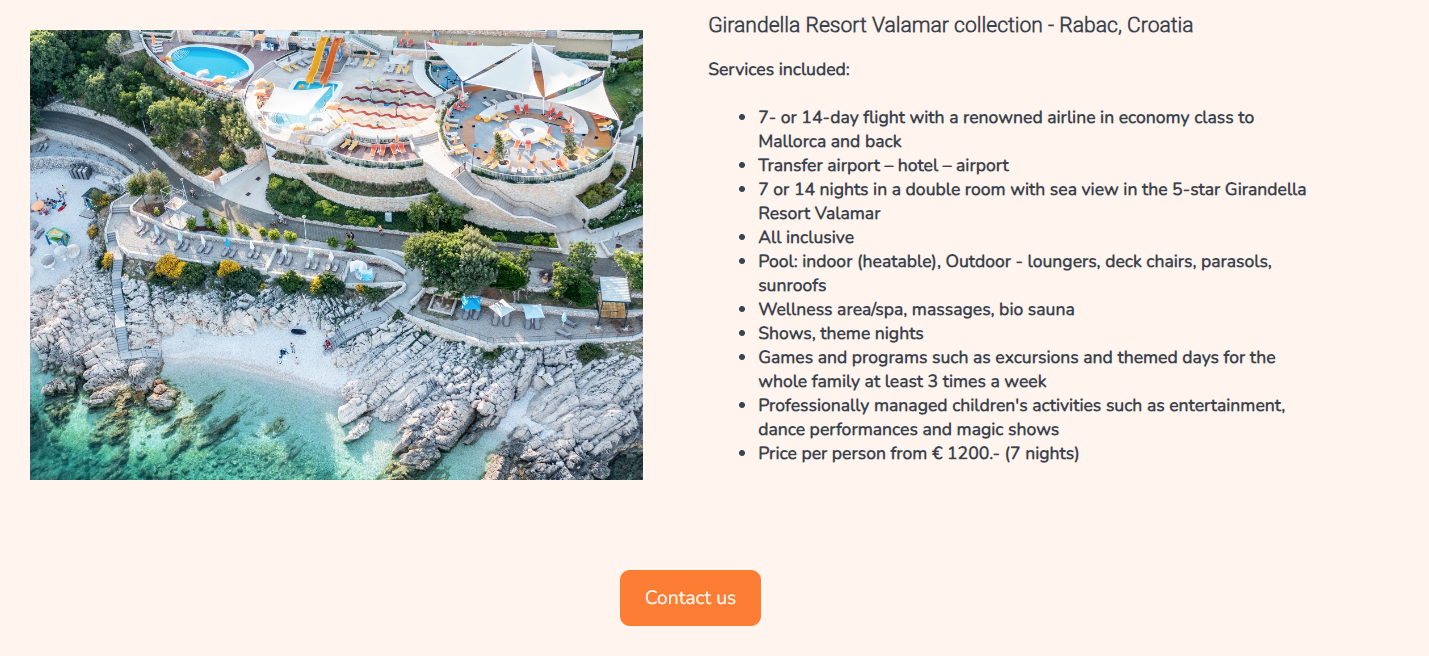 Girandella Resort Valamar collection - Rabac, Croatia
Services included:
• 7- or 14-day flight with a renowned airline in economy class to
Mallorca and back
• Transfer airport – hotel – airport
• 7 or 14 nights in a double room with sea view in the 5-star Girandella
Resort Valamar
• All inclusive
• Pool: indoor (heatable), Outdoor - loungers, deck chairs, parasols,
sunroofs
• Wellness area/spa, massages, bio sauna
• Shows, theme nights
• Games and programs such as excursions and themed days for the
whole family at least 3 times a week
• Professionally managed children's activities such as entertainment,
dance performances and magic shows
• Price per person from € 1200.- (7 nights)
Contact us